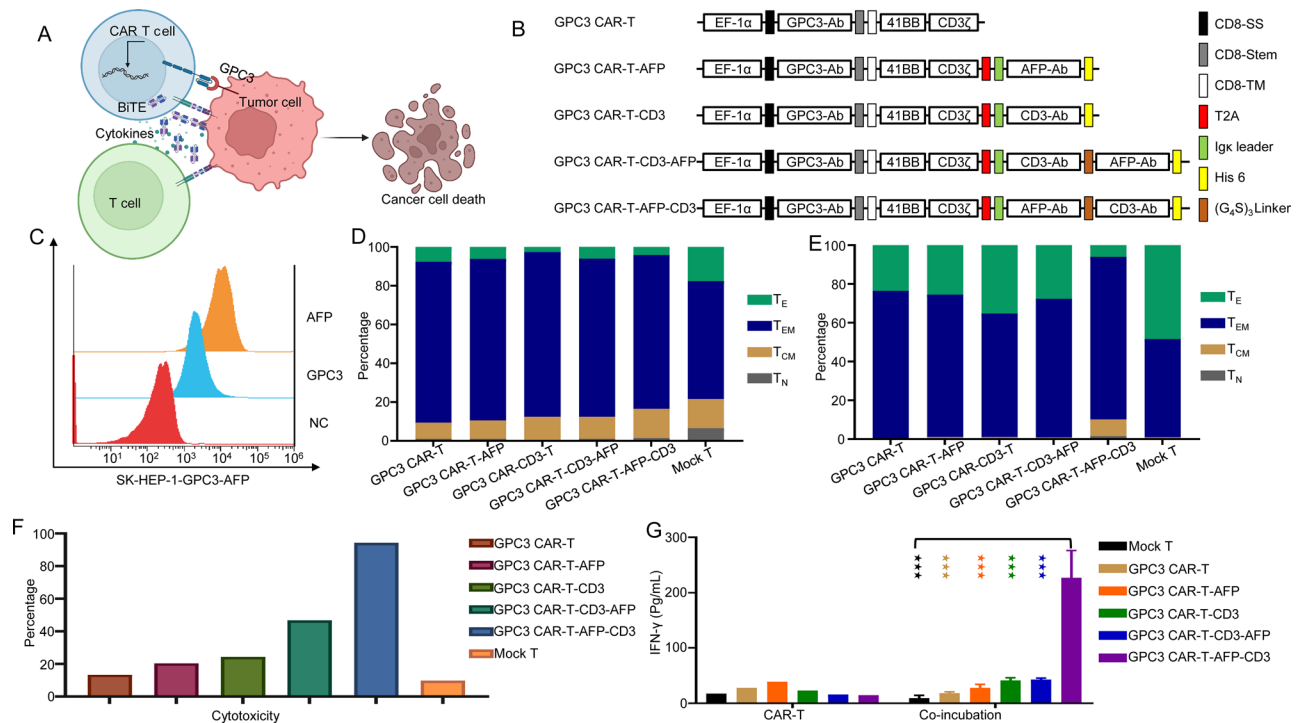 A
CAR T cell
GPC3
Tumor cell
BiTE
Cytokines
T cell
Cancer cell death
B
GPC3 CAR-T
EF-1α GPC3-Ab 41BB CD3ζ
GPC3 CAR-T-AFP
EF-1α GPC3-Ab 41BB CD3ζ AFP-Ab
GPC3 CAR-T-CD3
EF-1α GPC3-Ab 41BB CD3ζ CD3-Ab
GPC3 CAR-T-CD3-AFP
EF-1α GPC3-Ab 41BB CD3ζ CD3-Ab AFP-Ab
GPC3 CAR-T-AFP-CD3
EF-1α GPC3-Ab 41BB CD3ζ AFP-Ab CD3-Ab
CD8-SS
CD8-Stem
CD8-TM
T2A
Igκ leader
His 6
(G₄S)₃Linker
C
AFP
GPC3
NC
10¹ 10² 10³ 10⁴ 10⁵ 10⁶
SK-HEP-1-GPC3-AFP
D
Percentage
100
80
60
40
20
0
GPC3 CAR-T
GPC3 CAR-T-AFP
GPC3 CAR-CD3-T
GPC3 CAR-T-CD3-AFP
GPC3 CAR-T-AFP-CD3
Mock T
T_E
T_EM
T_CM
T_N
E
Percentage
100
80
60
40
20
0
GPC3 CAR-T
GPC3 CAR-T-AFP
GPC3 CAR-CD3-T
GPC3 CAR-T-CD3-AFP
GPC3 CAR-T-AFP-CD3
Mock T
T_E
T_EM
T_CM
T_N
F
Percentage
100
80
60
40
20
0
Cytotoxicity
GPC3 CAR-T
GPC3 CAR-T-AFP
GPC3 CAR-T-CD3
GPC3 CAR-T-CD3-AFP
GPC3 CAR-T-AFP-CD3
Mock T
G
IFN-γ (Pg/mL)
300
200
100
0
★★★ ★★★ ★★★ ★★★ ★★★
CAR-T Co-incubation
Mock T
GPC3 CAR-T
GPC3 CAR-T-AFP
GPC3 CAR-T-CD3
GPC3 CAR-T-CD3-AFP
GPC3 CAR-T-AFP-CD3